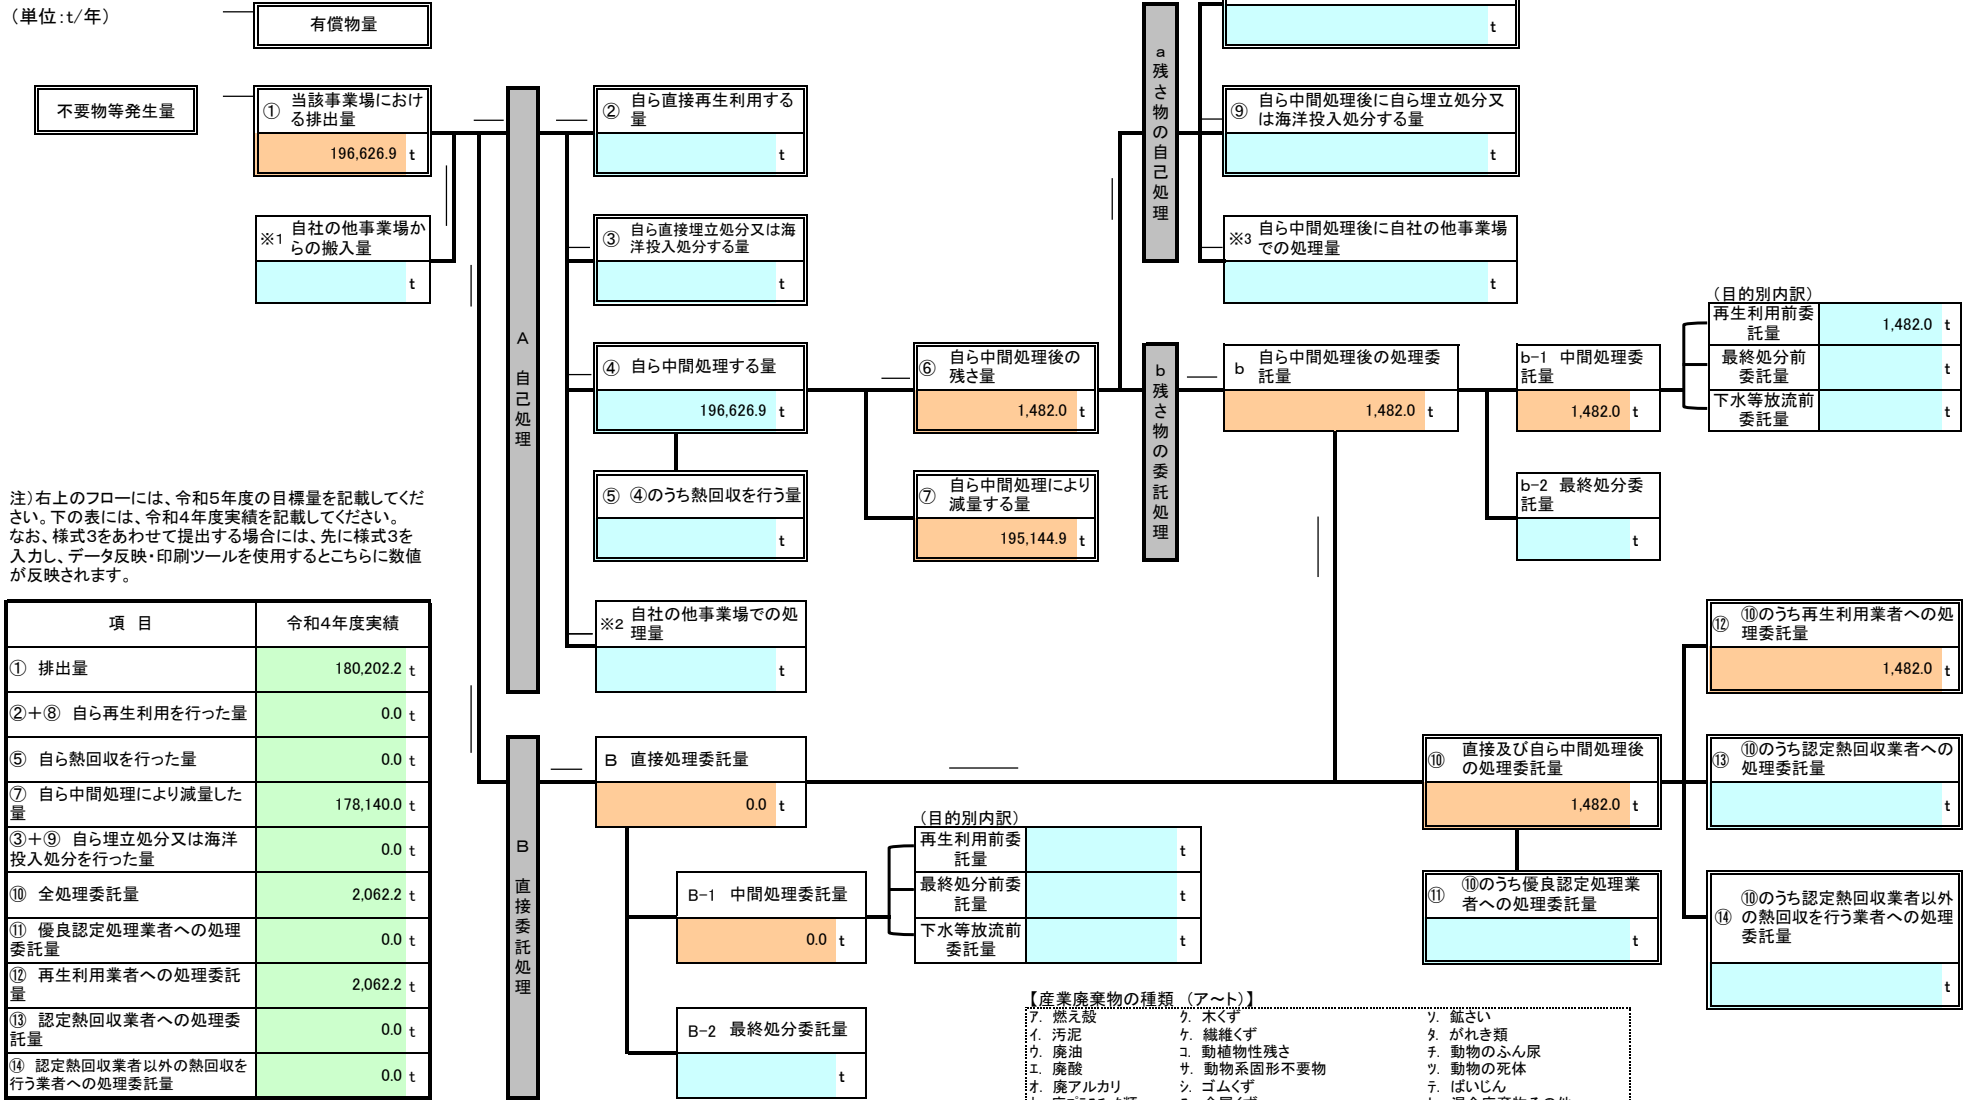 （単位：t/年）
有償物量
t
不要物等発生量
①
当該事業場におけ
る排出量
196,626.9 t
※1
自社の他事業場か
らの搬入量
t
A 自己処理
②
自ら直接再生利用する
量
t
③
自ら直接埋立処分又は海
洋投入処分する量
t
④ 自ら中間処理する量
196,626.9 t
⑤ ④のうち熱回収を行う量
t
※2
自社の他事業場での処
理量
t
⑥
自ら中間処理後の
残さ量
1,482.0 t
⑦
自ら中間処理により
減量する量
195,144.9 t
a残さ物の自己処理
⑨
自ら中間処理後に自ら埋立処分又
は海洋投入処分する量
t
※3
自ら中間処理後に自社の他事業場
での処理量
t
b残さ物の委託処理
b
自ら中間処理後の処理委
託量
1,482.0 t
b-1 中間処理委
託量
1,482.0 t
b-2 最終処分委
託量
t
（目的別内訳）
再生利用前委
託量
1,482.0 t
最終処分前
委託量
t
下水等放流前
委託量
注）右上のフローには、令和５年度の目標量を記載してくだ
さい。下の表には、令和４年度実績を記載してください。
なお、様式３をあわせて提出する場合には、先に様式３を
入力し、データ反映・印刷ツールを使用するとこちらに数値
が反映されます。
項 目 令和４年度実績
① 排出量 180,202.2 t
②＋⑧ 自ら再生利用を行った量 0.0 t
⑤ 自ら熱回収を行った量 0.0 t
⑦ 自ら中間処理により減量した
量
178,140.0 t
③＋⑨ 自ら埋立処分又は海洋
投入処分を行った量
0.0 t
⑩ 全処理委託量 2,062.2 t
⑪ 優良認定処理業者への処理
委託量
0.0 t
⑫ 再生利用業者への処理委託
量
2,062.2 t
⑬ 認定熱回収業者への処理委
託量
0.0 t
⑭ 認定熱回収業者以外の熱回収を
行う業者への処理委託量
0.0 t
B 直接委託処理
B 直接処理委託量
0.0 t
B-1 中間処理委託量
0.0 t
B-2 最終処分委託量
t
（目的別内訳）
再生利用前委
託量
t
最終処分前委
託量
t
下水等放流前
委託量
t
⑩
直接及び自ら中間処理後
の処理委託量
1,482.0 t
⑪
⑩のうち優良認定処理業
者への処理委託量
t
⑫
⑩のうち再生利用業者への処
理委託量
1,482.0 t
⑬
⑩のうち認定熱回収業者への
処理委託量
t
⑭
⑩のうち認定熱回収業者以外
の熱回収を行う業者への処理
委託量
t
【産業廃棄物の種類 （ア～ト）】
ア. 燃え殻 ク. 木くず ソ. 鉱さい
イ. 汚泥 ケ. 繊維くず タ. がれき類
ウ. 廃油 コ. 動植物性残さ チ. 動物のふん尿
エ. 廃酸 サ. 動物系固形不要物 ツ. 動物の死体
オ. 廃アルカリ シ. ゴムくず テ. ばいじん